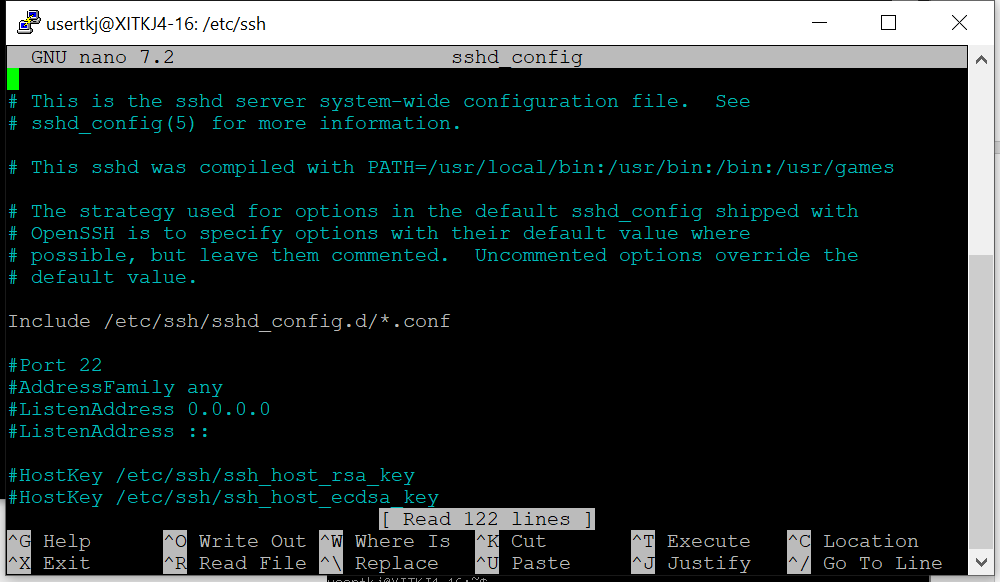 usertkj@XITKJ4-16: /etc/ssh
GNU nano 7.2 sshd_config
# This is the sshd server system-wide configuration file.  See
# sshd_config(5) for more information.
# This sshd was compiled with PATH=/usr/local/bin:/usr/bin:/bin:/usr/games
# The strategy used for options in the default sshd_config shipped with
# OpenSSH is to specify options with their default value where
# possible, but leave them commented.  Uncommented options override the
# default value.
Include /etc/ssh/sshd_config.d/*.conf
#Port 22
#AddressFamily any
#ListenAddress 0.0.0.0
#ListenAddress ::
#HostKey /etc/ssh/ssh_host_rsa_key
#HostKey /etc/ssh/ssh_host_ecdsa_key
[ Read 122 lines ]
^G Help ^O Write Out ^W Where Is ^K Cut ^T Execute ^C Location
^X Exit ^R Read File ^\ Replace ^U Paste ^J Justify ^/ Go To Line